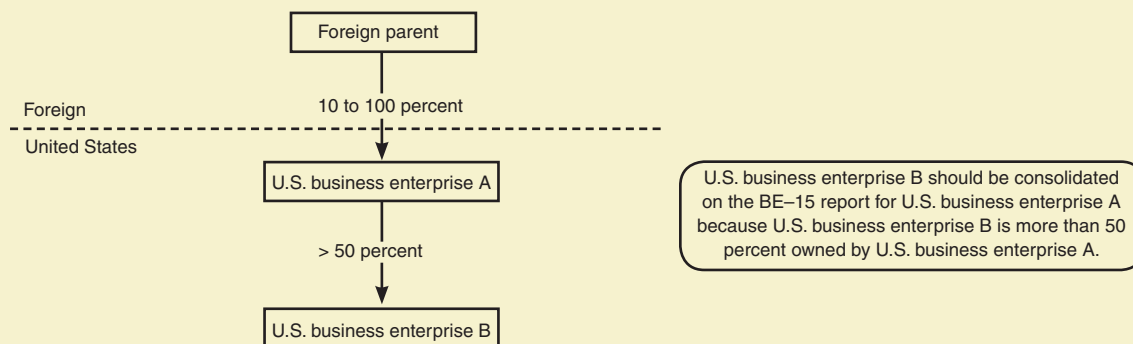 Foreign parent
Foreign
10 to 100 percent
United States
U.S. business enterprise A
> 50 percent
U.S. business enterprise B
U.S. business enterprise B should be consolidated
on the BE–15 report for U.S. business enterprise A
because U.S. business enterprise B is more than 50
percent owned by U.S. business enterprise A.